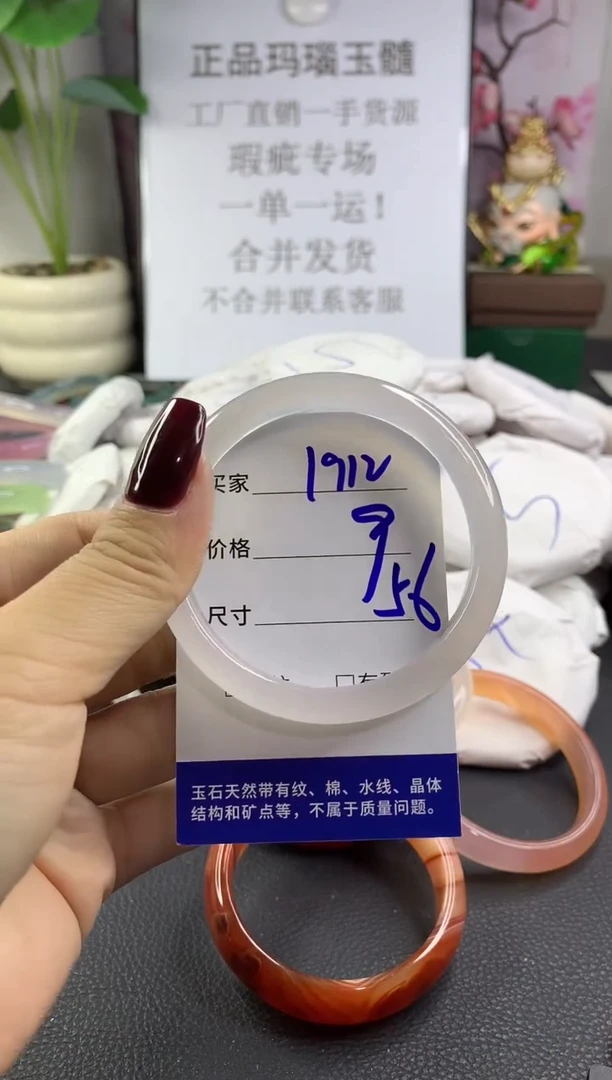 正品玛瑙玉髓
工厂直销一手货源
瑕疵专场
一单一运！
合并发货
不合并联系客服
买家 1912
价格 9
尺寸 56
玉石天然带有纹、棉、水线、晶体
结构和矿点等，不属于质量问题。